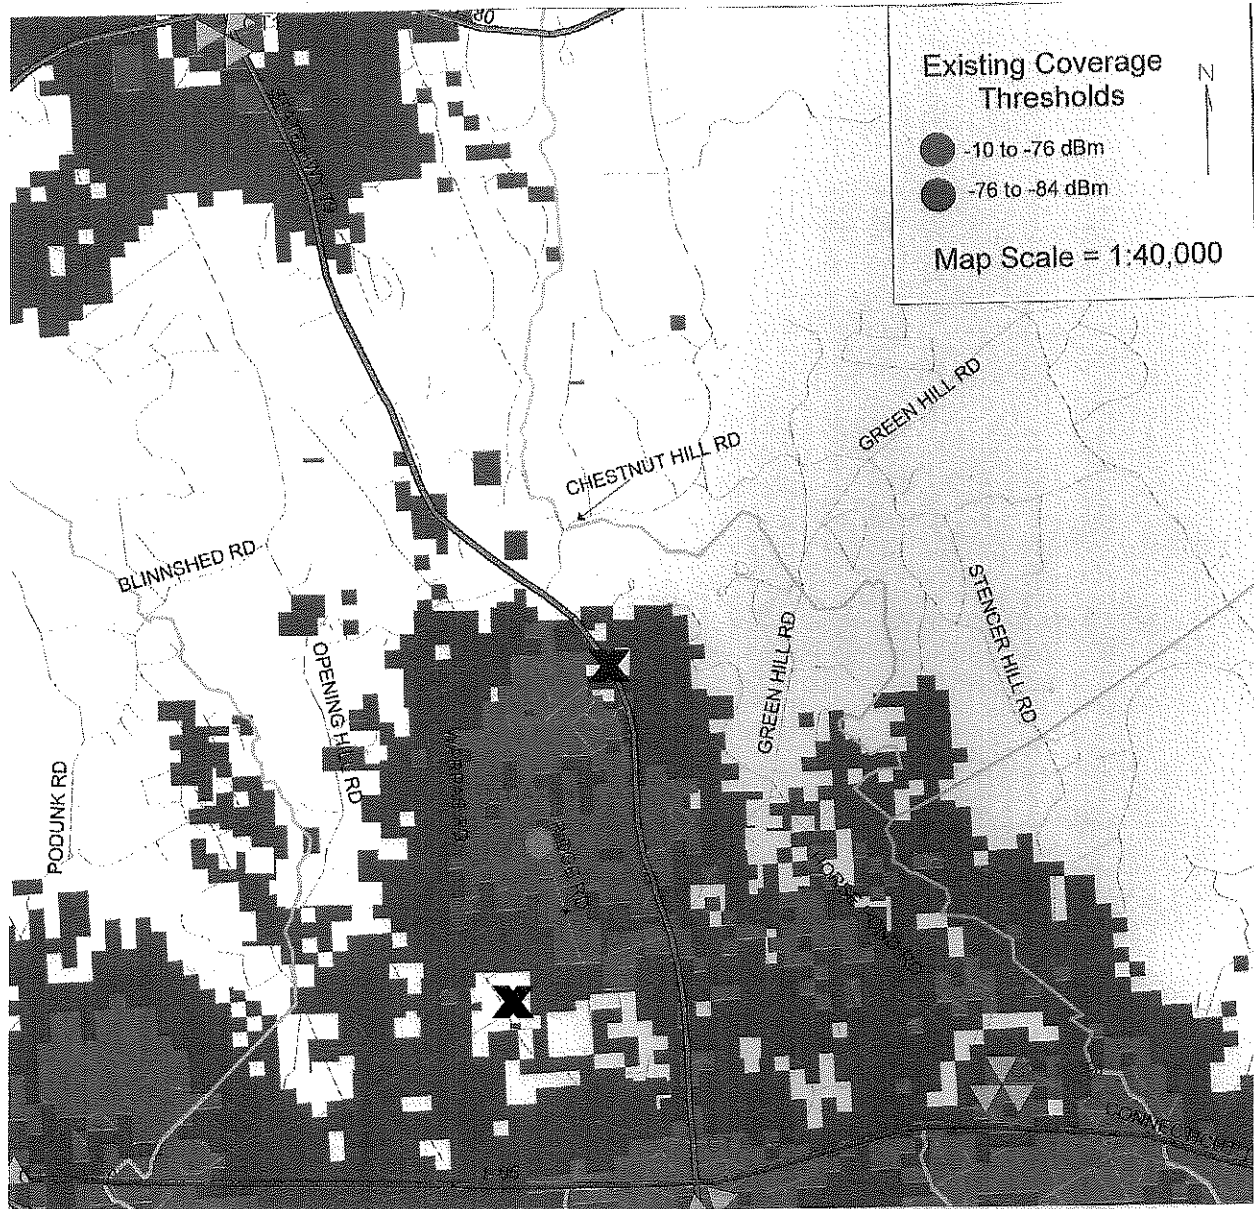 80
Existing Coverage
Thresholds
N
-10 to -76 dBm
-76 to -84 dBm
Map Scale = 1:40,000
GREEN HILL RD
CHESTNUT HILL RD
BLINNSHED RD
STENCER HILL RD
GREEN HILL RD
OPENING HILL RD
PODUNK RD
X
X